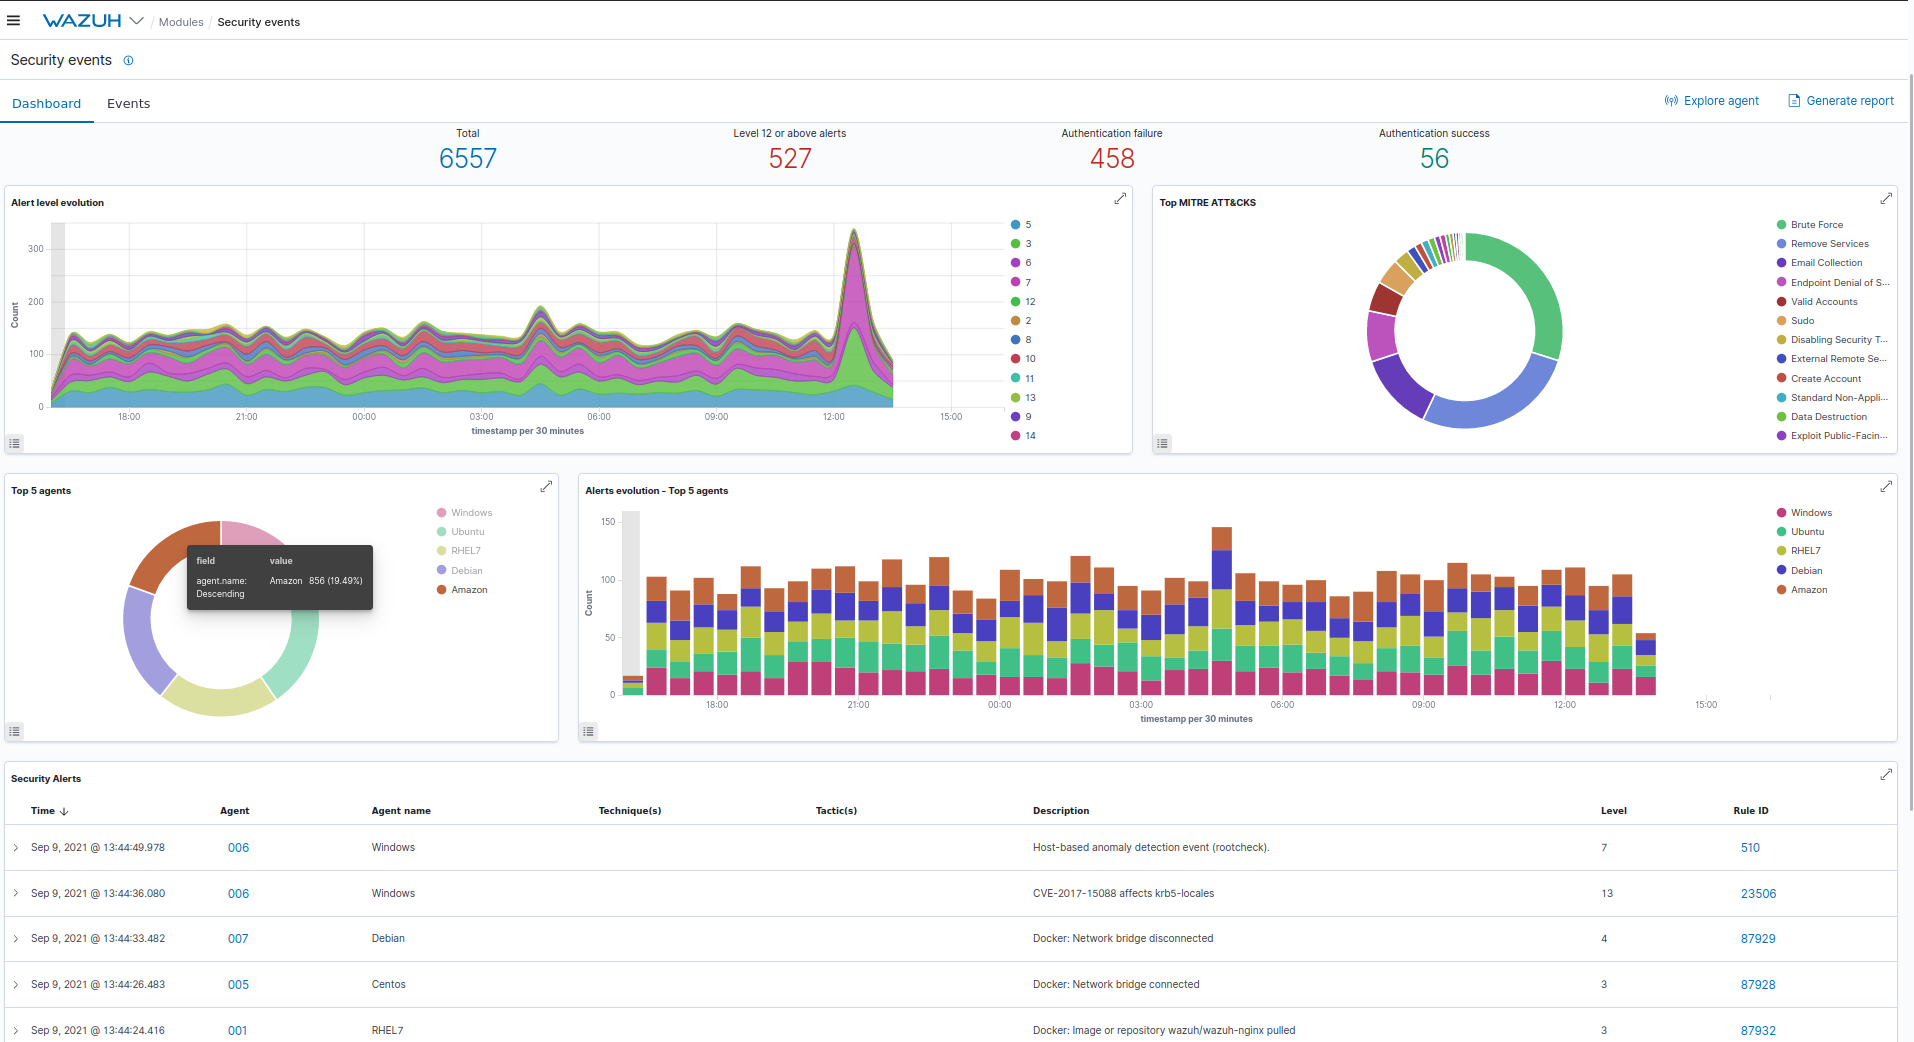 WAZUH / Modules / Security events
Security events
Dashboard Events Explore agent Generate report
Total Level 12 or above alerts Authentication failure Authentication success
6557 527 458 56
Alert level evolution
300
200
100
0
Count
18:00 21:00 00:00 03:00 06:00 09:00 12:00 15:00
timestamp per 30 minutes
5
3
6
7
12
2
8
10
11
13
9
14
Top MITRE ATT&CKS
Brute Force
Remove Services
Email Collection
Endpoint Denial of S...
Valid Accounts
Sudo
Disabling Security T...
External Remote Se...
Create Account
Standard Non-Appli...
Data Destruction
Exploit Public-Facin...
Top 5 agents
field value
agent.name: Amazon 856 (19.49%)
Descending
Windows
Ubuntu
RHEL7
Debian
Amazon
Alerts evolution - Top 5 agents
150
100
50
0
Count
18:00 21:00 00:00 03:00 06:00 09:00 12:00 15:00
timestamp per 30 minutes
Windows
Ubuntu
RHEL7
Debian
Amazon
Security Alerts
Time Agent Agent name Technique(s) Tactic(s) Description Level Rule ID
Sep 9, 2021 @ 13:44:49.978 006 Windows Host-based anomaly detection event (rootcheck). 7 510
Sep 9, 2021 @ 13:44:36.080 006 Windows CVE-2017-15088 affects krb5-locales 13 23506
Sep 9, 2021 @ 13:44:33.482 007 Debian Docker: Network bridge disconnected 4 87929
Sep 9, 2021 @ 13:44:26.483 005 Centos Docker: Network bridge connected 3 87928
Sep 9, 2021 @ 13:44:24.416 001 RHEL7 Docker: Image or repository wazuh/wazuh-nginx pulled 3 87932